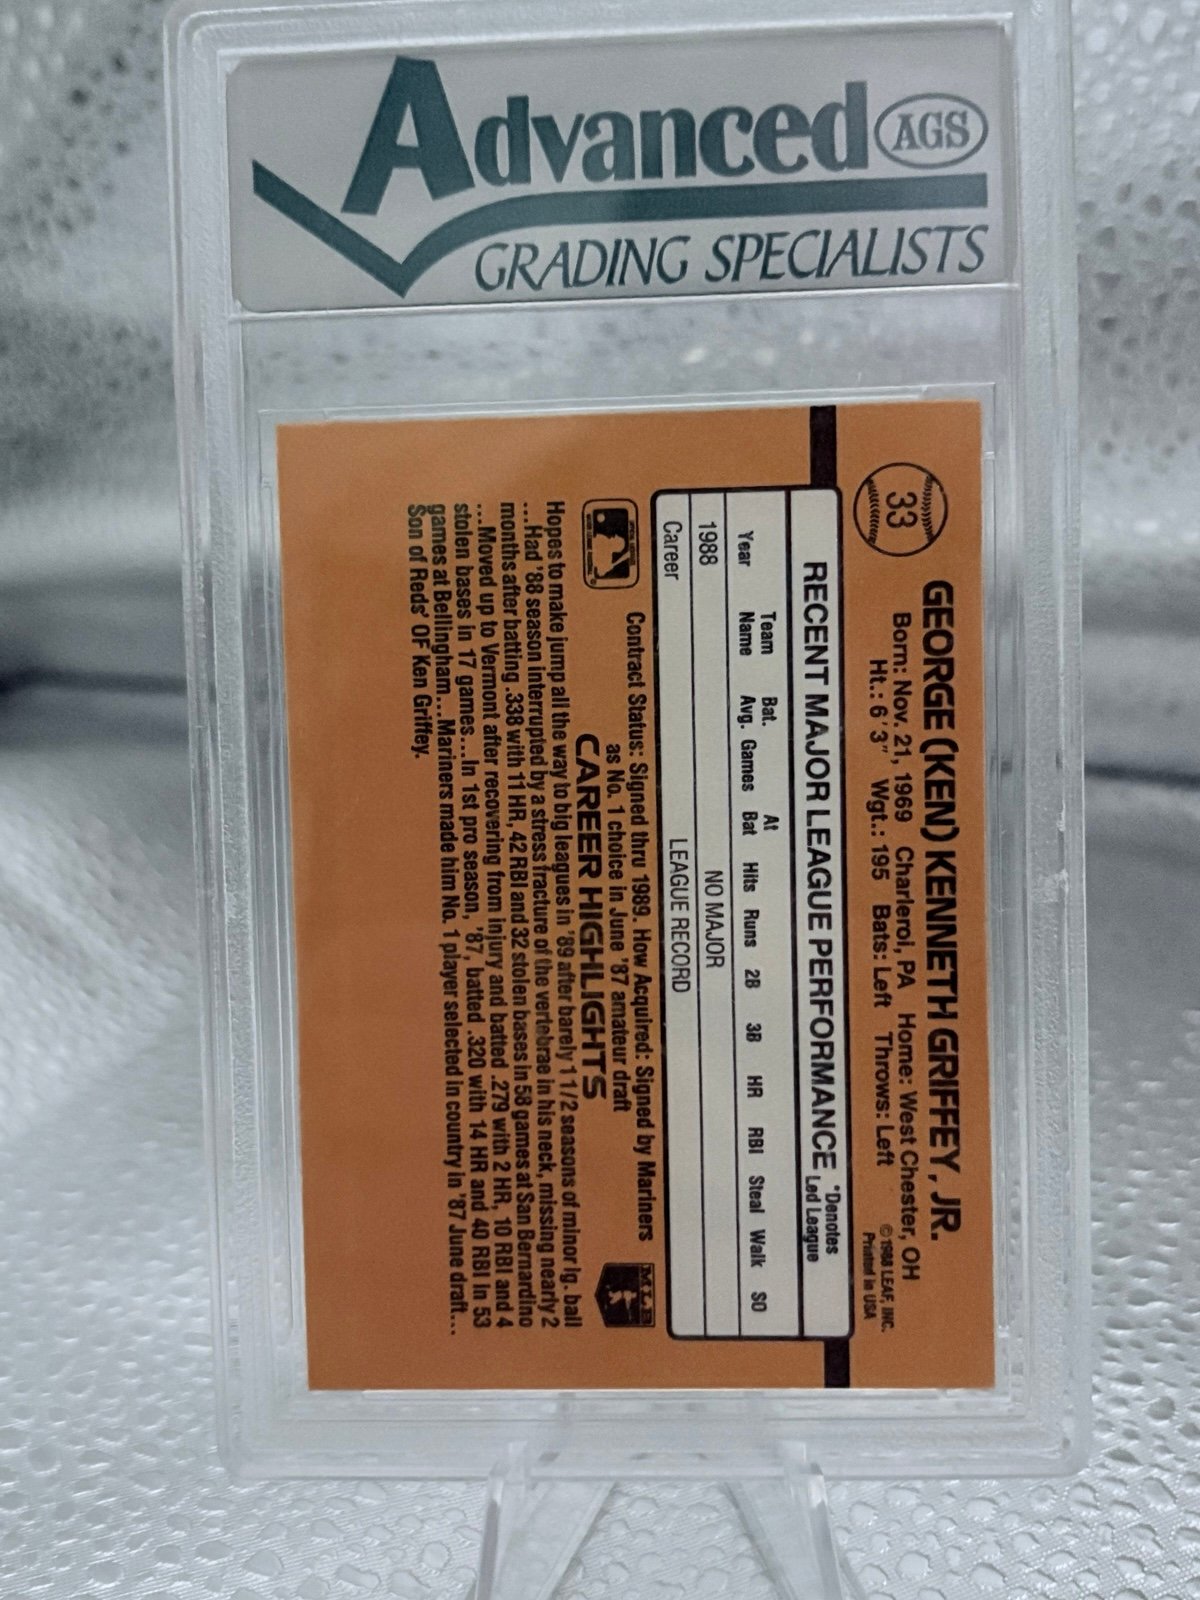 Advanced AGS
GRADING SPECIALISTS
33
GEORGE (KEN) KENNETH GRIFFEY, JR.
Born: Nov. 21, 1969 Charleroi, PA Home: West Chester, OH
Ht.: 6'3" Wgt.: 195 Bats: Left Throws: Left
© 1988 LEAF, INC.
Printed in USA
RECENT MAJOR LEAGUE PERFORMANCE
*Denotes
Led League
Year Team Name Bat. Avg. Games At Bat Hits Runs 2B 3B HR RBI Steal Walk SO
1988 NO MAJOR
Career LEAGUE RECORD
Contract Status: Signed thru 1989. How Acquired: Signed by Mariners
as No. 1 choice in June '87 amateur draft
MLB
CAREER HIGHLIGHTS
Hopes to make jump all the way to big leagues in '89 after barely 1 1/2 seasons of minor lg. ball
...Had '88 season interrupted by a stress fracture of the vertebrae in his neck, missing nearly 2
months after batting .338 with 11 HR, 42 RBI and 32 stolen bases in 58 games at San Bernardino
...Moved up to Vermont after recovering from injury and batted .279 with 2 HR, 10 RBI and 4
stolen bases in 17 games...In 1st pro season, '87, batted .320 with 14 HR and 40 RBI in 53
games at Bellingham...Mariners made him No. 1 player selected in country in '87 June draft...
Son of Reds' OF Ken Griffey.